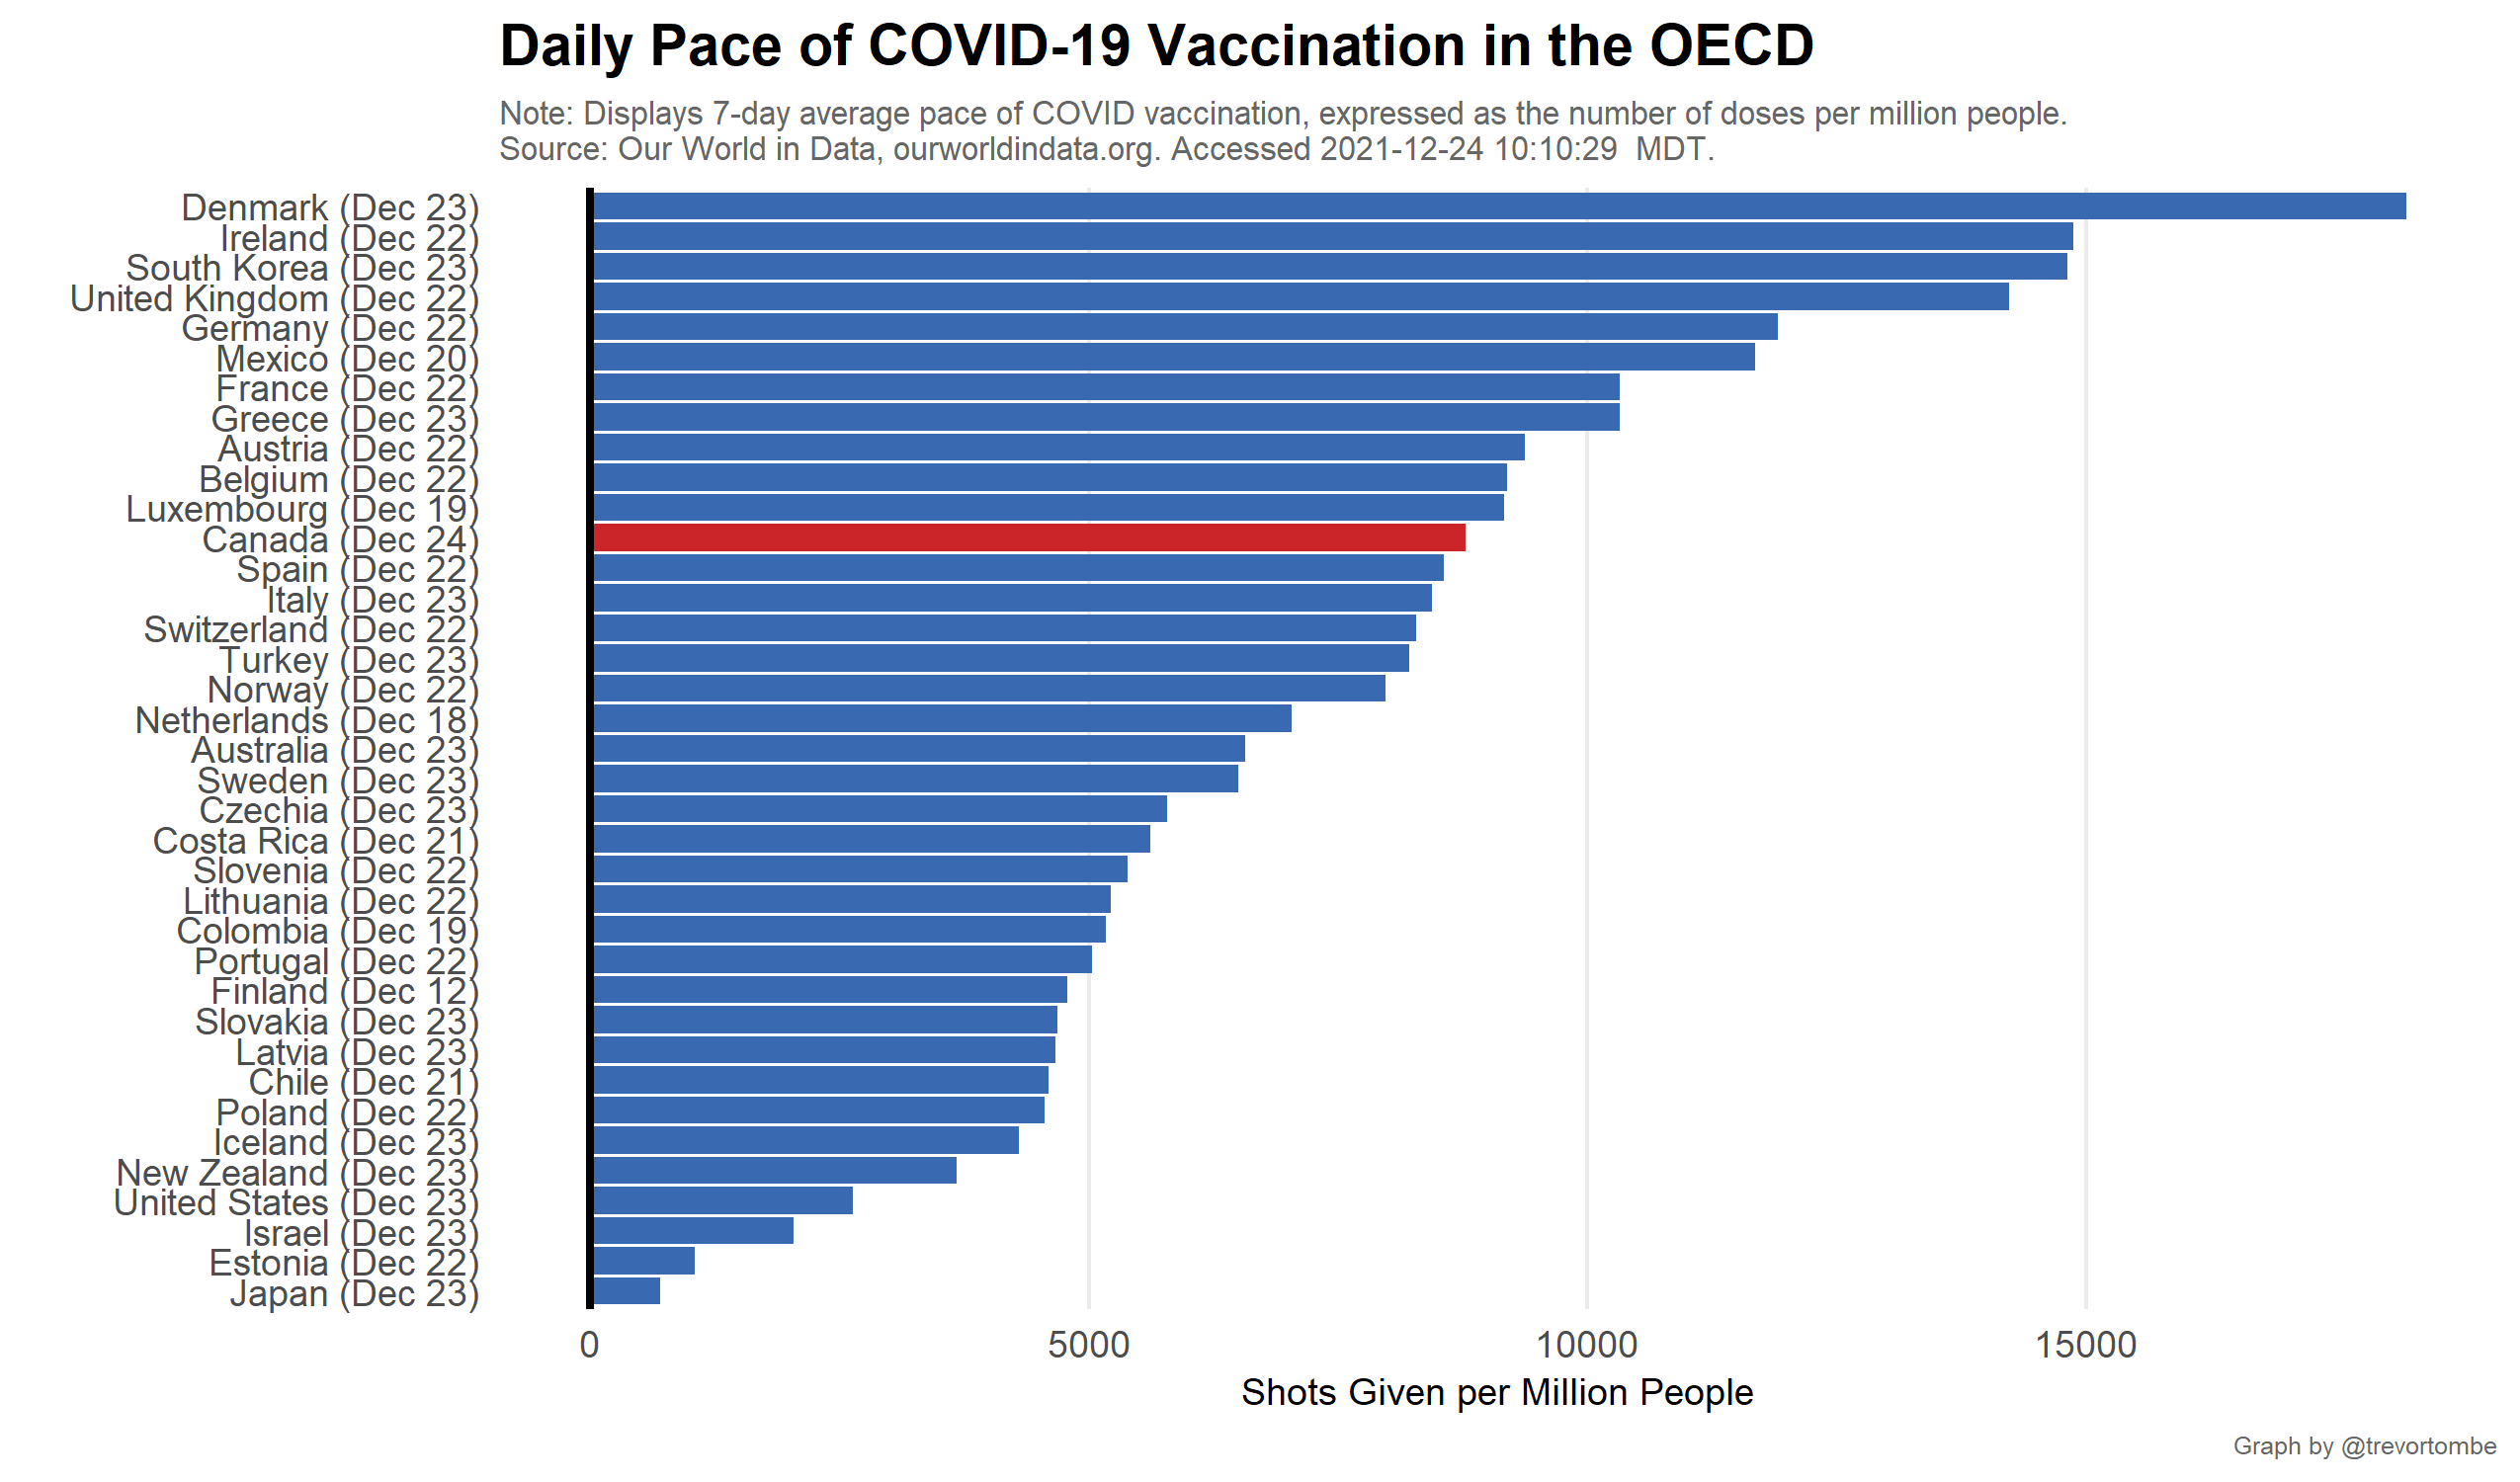 Daily Pace of COVID-19 Vaccination in the OECD
Note: Displays 7-day average pace of COVID vaccination, expressed as the number of doses per million people.
Source: Our World in Data, ourworldindata.org. Accessed 2021-12-24 10:10:29  MDT.
Denmark (Dec 23)
Ireland (Dec 22)
South Korea (Dec 23)
United Kingdom (Dec 22)
Germany (Dec 22)
Mexico (Dec 20)
France (Dec 22)
Greece (Dec 23)
Austria (Dec 22)
Belgium (Dec 22)
Luxembourg (Dec 19)
Canada (Dec 24)
Spain (Dec 22)
Italy (Dec 23)
Switzerland (Dec 22)
Turkey (Dec 23)
Norway (Dec 22)
Netherlands (Dec 18)
Australia (Dec 23)
Sweden (Dec 23)
Czechia (Dec 23)
Costa Rica (Dec 21)
Slovenia (Dec 22)
Lithuania (Dec 22)
Colombia (Dec 19)
Portugal (Dec 22)
Finland (Dec 12)
Slovakia (Dec 23)
Latvia (Dec 23)
Chile (Dec 21)
Poland (Dec 22)
Iceland (Dec 23)
New Zealand (Dec 23)
United States (Dec 23)
Israel (Dec 23)
Estonia (Dec 22)
Japan (Dec 23)
0 5000 10000 15000
Shots Given per Million People
Graph by @trevortombe